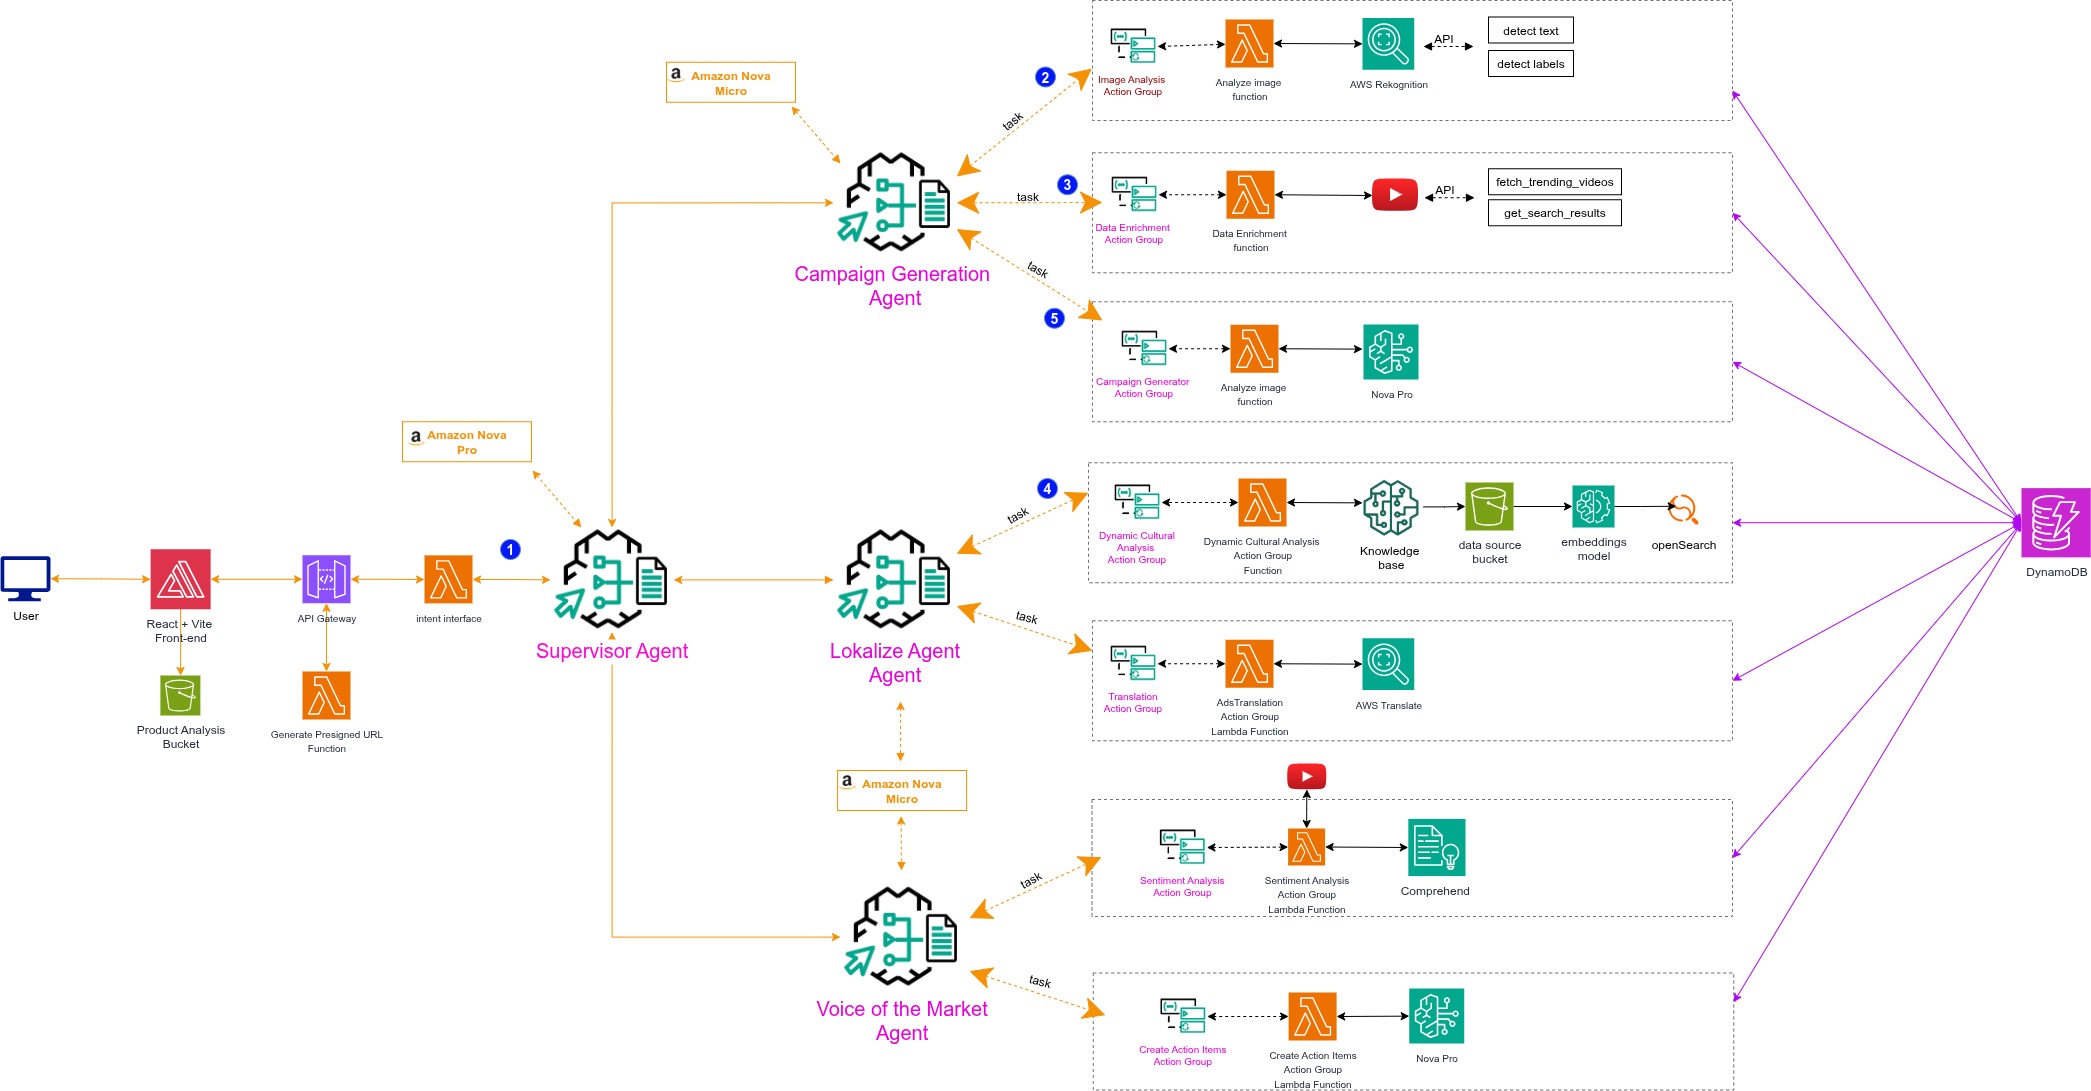 a Amazon Nova
Micro
2
task
Image Analysis
Action Group
Analyze image
function
AWS Rekognition
API
detect text
detect labels
3
task
Data Enrichment
Action Group
Data Enrichment
function
API
fetch_trending_videos
get_search_results
Campaign Generation
Agent
task
5
Campaign Generator
Action Group
Analyze image
function
Nova Pro
a Amazon Nova
Pro
4
task
Dynamic Cultural
Analysis
Action Group
Dynamic Cultural Analysis
Action Group
Function
Knowledge
base
data source
bucket
embeddings
model
openSearch
DynamoDB
1
User
React + Vite
Front-end
API Gateway
intent interface
Supervisor Agent
Lokalize Agent
Agent
task
Translation
Action Group
AdsTranslation
Action Group
Lambda Function
AWS Translate
Product Analysis
Bucket
Generate Presigned URL
Function
a Amazon Nova
Micro
task
Sentiment Analysis
Action Group
Sentiment Analysis
Action Group
Lambda Function
Comprehend
Voice of the Market
Agent
task
Create Action Items
Action Group
Create Action Items
Action Group
Lambda Function
Nova Pro